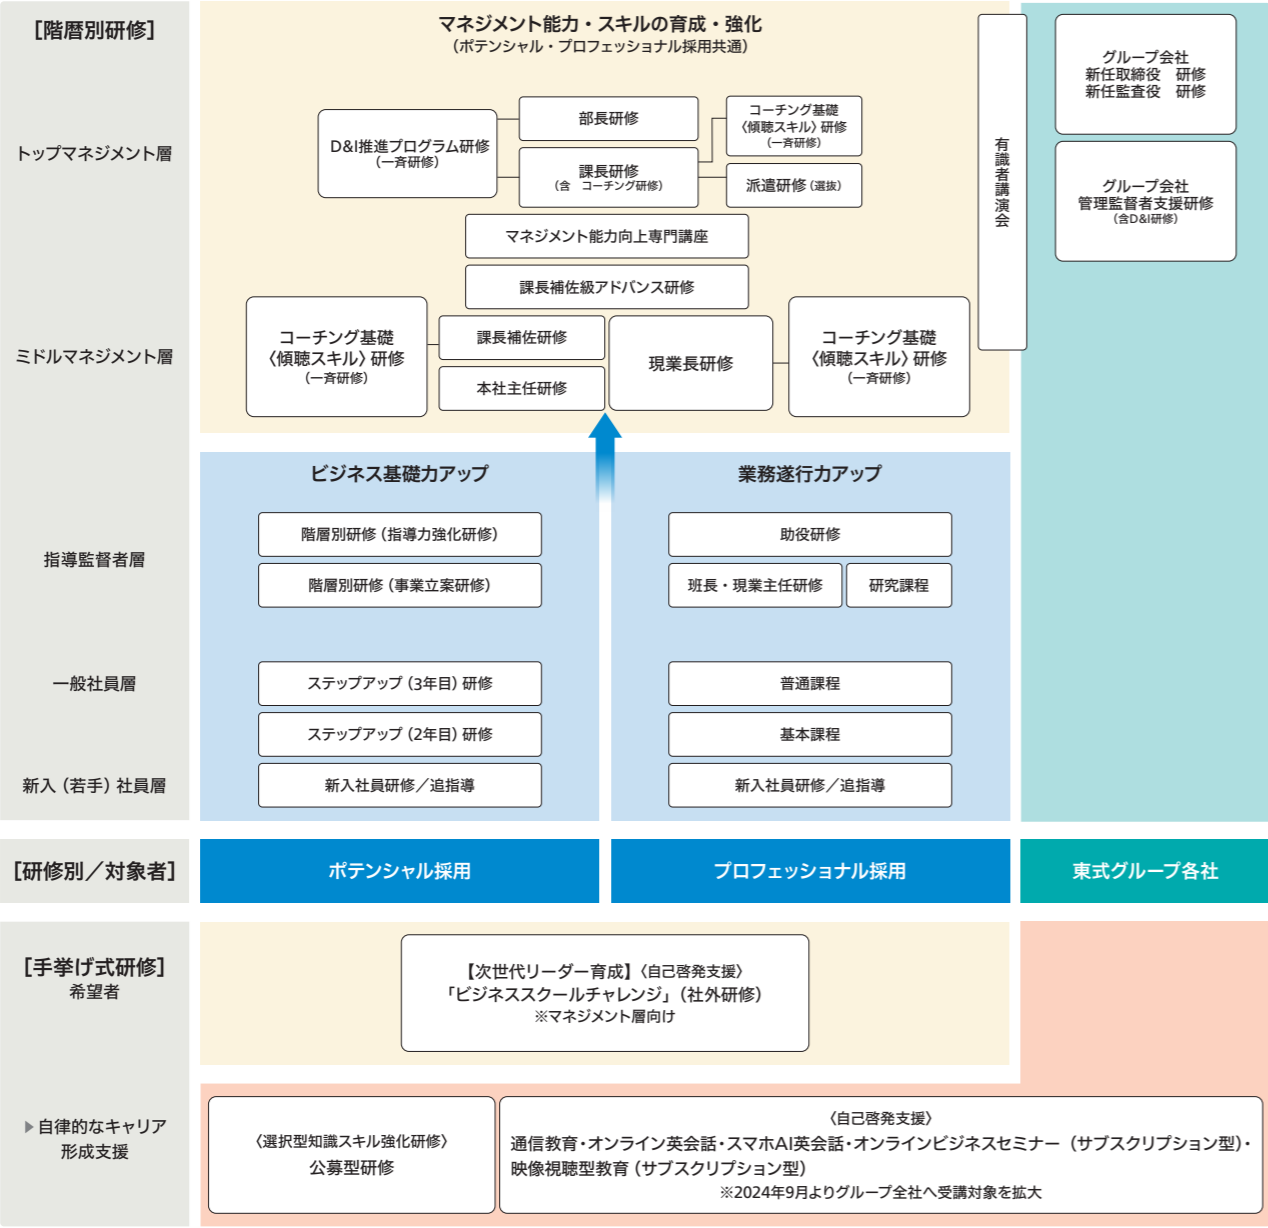 ［階層別研修］
マネジメント能力・スキルの育成・強化
（ポテンシャル・プロフェッショナル採用共通）
トップマネジメント層
D&I推進プログラム研修
（一斉研修）
部長研修
課長研修
（含　コーチング研修）
コーチング基礎
〈傾聴スキル〉研修
（一斉研修）
派遣研修（選抜）
マネジメント能力向上専門講座
課長補佐級アドバンス研修
有識者講演会
グループ会社
新任取締役　研修
新任監査役　研修
グループ会社
管理監督者支援研修
（含D&I研修）
ミドルマネジメント層
コーチング基礎
〈傾聴スキル〉研修
（一斉研修）
課長補佐研修
本社主任研修
現業長研修
コーチング基礎
〈傾聴スキル〉研修
（一斉研修）
ビジネス基礎力アップ
業務遂行力アップ
指導監督者層
階層別研修（指導力強化研修）
階層別研修（事業立案研修）
助役研修
班長・現業主任研修
研究課程
一般社員層
ステップアップ（3年目）研修
ステップアップ（2年目）研修
普通課程
基本課程
新入（若手）社員層
新入社員研修／追指導
新入社員研修／追指導
［研修別／対象者］
ポテンシャル採用
プロフェッショナル採用
東式グループ各社
［手挙げ式研修］
希望者
【次世代リーダー育成】〈自己啓発支援〉
「ビジネススクールチャレンジ」（社外研修）
※マネジメント層向け
▶自律的なキャリア
形成支援
〈選択型知識スキル強化研修〉
公募型研修
〈自己啓発支援〉
通信教育・オンライン英会話・スマホAI英会話・オンラインビジネスセミナー（サブスクリプション型）・
映像視聴型教育（サブスクリプション型）
※2024年9月よりグループ全社へ受講対象を拡大